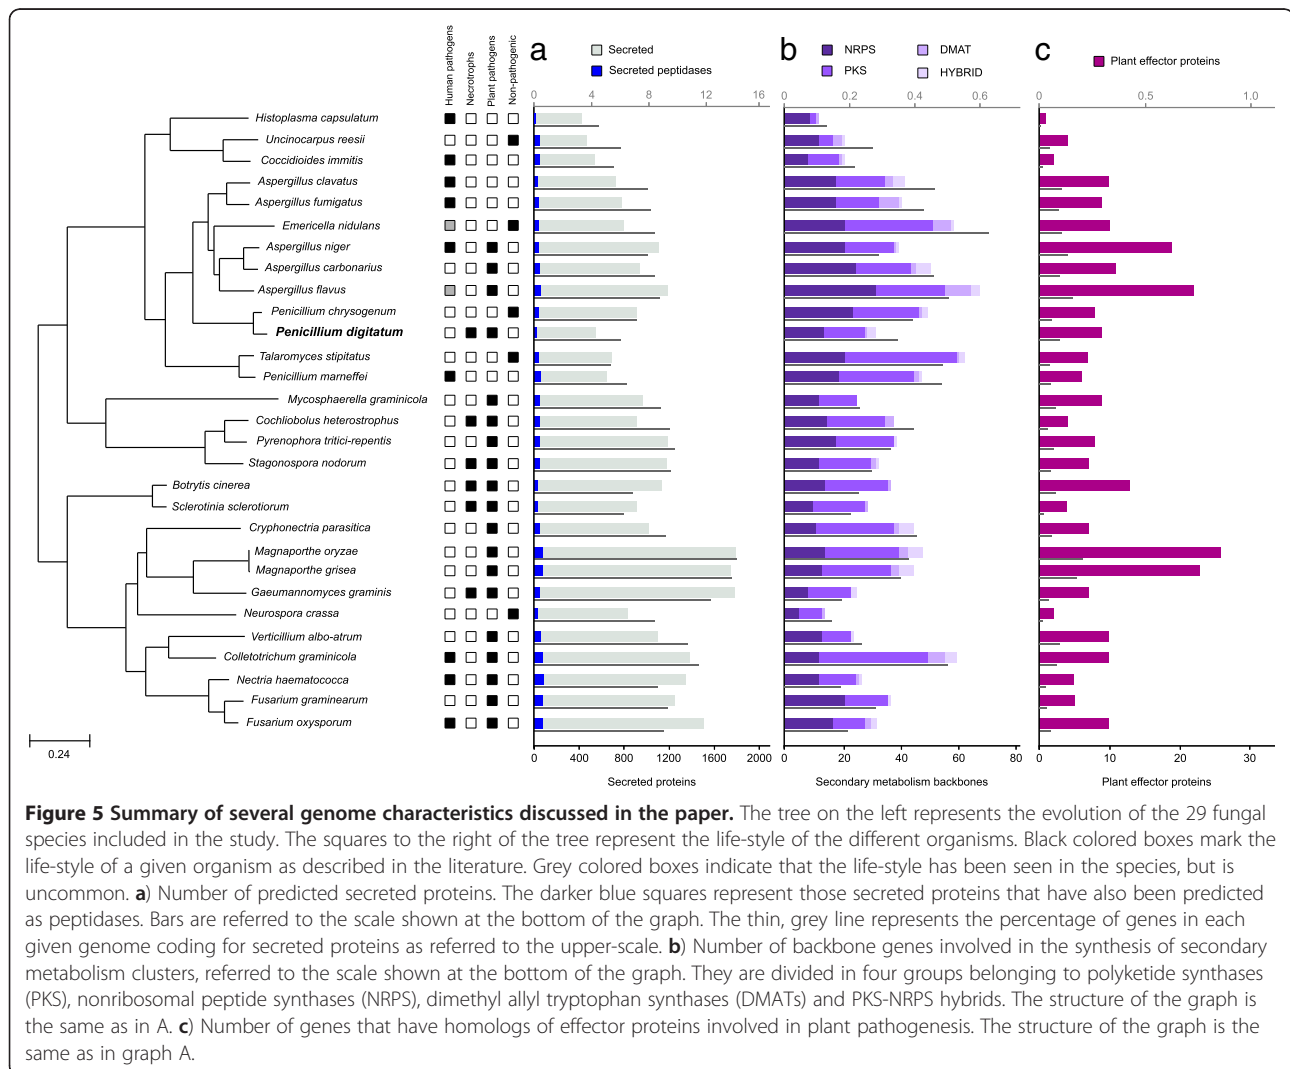 Human pathogens
Necrotrophs
Plant pathogens
Non-pathogenic
a
Secreted
Secreted peptidases
b
NRPS
DMAT
PKS
HYBRID
c
Plant effector proteins
0 4 8 12 16
0 0.2 0.4 0.6
0 0.5 1.0
Histoplasma capsulatum
Uncinocarpus reesii
Coccidioides immitis
Aspergillus clavatus
Aspergillus fumigatus
Emericella nidulans
Aspergillus niger
Aspergillus carbonarius
Aspergillus flavus
Penicillium chrysogenum
Penicillium digitatum
Talaromyces stipitatus
Penicillium marneffei
Mycosphaerella graminicola
Cochliobolus heterostrophus
Pyrenophora tritici-repentis
Stagonospora nodorum
Botrytis cinerea
Sclerotinia sclerotiorum
Cryphonectria parasitica
Magnaporthe oryzae
Magnaporthe grisea
Gaeumannomyces graminis
Neurospora crassa
Verticillium albo-atrum
Colletotrichum graminicola
Nectria haematococca
Fusarium graminearum
Fusarium oxysporum
0.24
0 400 800 1200 1600 2000
0 20 40 60 80
0 10 20 30
Secreted proteins
Secondary metabolism backbones
Plant effector proteins
Figure 5 Summary of several genome characteristics discussed in the paper. The tree on the left represents the evolution of the 29 fungal
species included in the study. The squares to the right of the tree represent the life-style of the different organisms. Black colored boxes mark the
life-style of a given organism as described in the literature. Grey colored boxes indicate that the life-style has been seen in the species, but is
uncommon. a) Number of predicted secreted proteins. The darker blue squares represent those secreted proteins that have also been predicted
as peptidases. Bars are referred to the scale shown at the bottom of the graph. The thin, grey line represents the percentage of genes in each
given genome coding for secreted proteins as referred to the upper-scale. b) Number of backbone genes involved in the synthesis of secondary
metabolism clusters, referred to the scale shown at the bottom of the graph. They are divided in four groups belonging to polyketide synthases
(PKS), nonribosomal peptide synthases (NRPS), dimethyl allyl tryptophan synthases (DMATs) and PKS-NRPS hybrids. The structure of the graph is
the same as in A. c) Number of genes that have homologs of effector proteins involved in plant pathogenesis. The structure of the graph is the
same as in graph A.